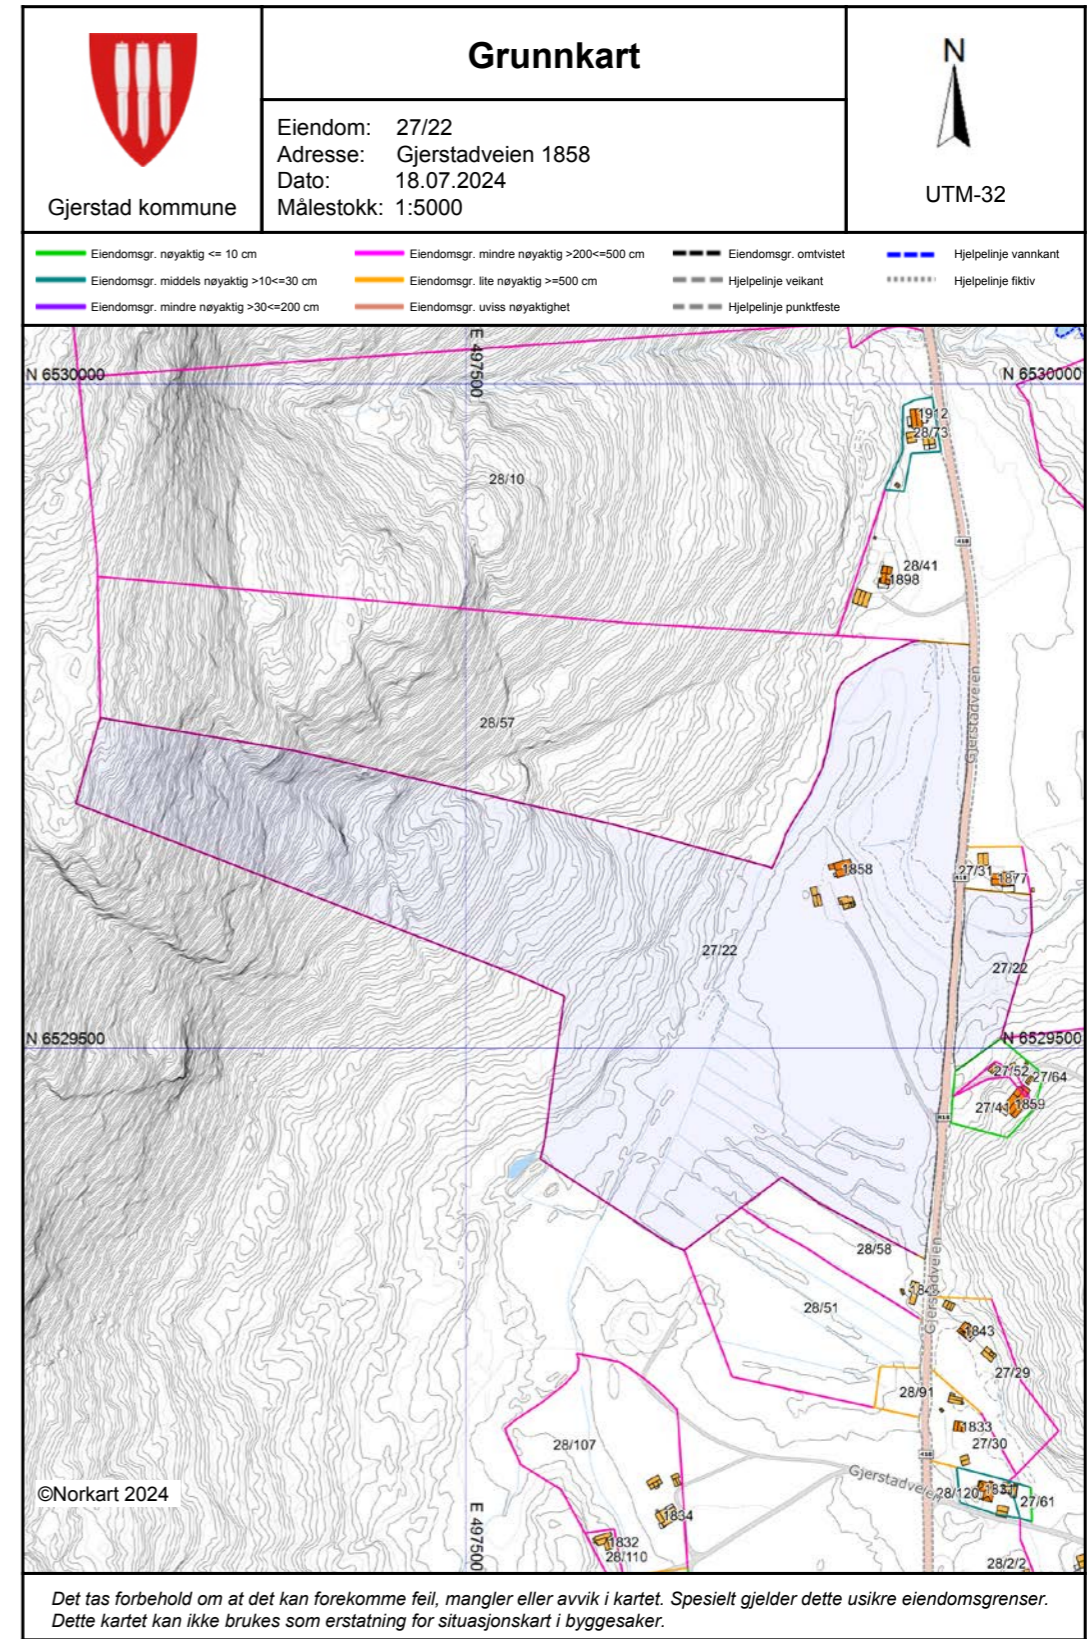 Grunnkart
N
Eiendom: 27/22
Adresse: Gjerstadveien 1858
Dato: 18.07.2024
Målestokk: 1:5000
Gjerstad kommune
UTM-32
Eiendomsgr. nøyaktig <= 10 cm
Eiendomsgr. middels nøyaktig >10<=30 cm
Eiendomsgr. mindre nøyaktig >30<=200 cm
Eiendomsgr. mindre nøyaktig >200<=500 cm
Eiendomsgr. lite nøyaktig >=500 cm
Eiendomsgr. uviss nøyaktighet
Eiendomsgr. omtvistet
Hjelpelinje veikant
Hjelpelinje punktfeste
Hjelpelinje vannkant
Hjelpelinje fiktiv
E 497500
N 6530000
N 6530000
1912
28/73
28/10
418
28/41
1898
Gjerstadveien
28/57
1858
27/31
1877
418
27/22
27/22
N 6529500
N 6529500
27/52
27/64
27/41
1859
418
28/58
Gjerstadveien
28/51
1843
27/29
28/91
1833
27/30
28/107
418
Gjerstadveien
28/120
1831
27/61
1834
1832
28/110
28/2/2
E 497500
©Norkart 2024
Det tas forbehold om at det kan forekomme feil, mangler eller avvik i kartet. Spesielt gjelder dette usikre eiendomsgrenser.
Dette kartet kan ikke brukes som erstatning for situasjonskart i byggesaker.